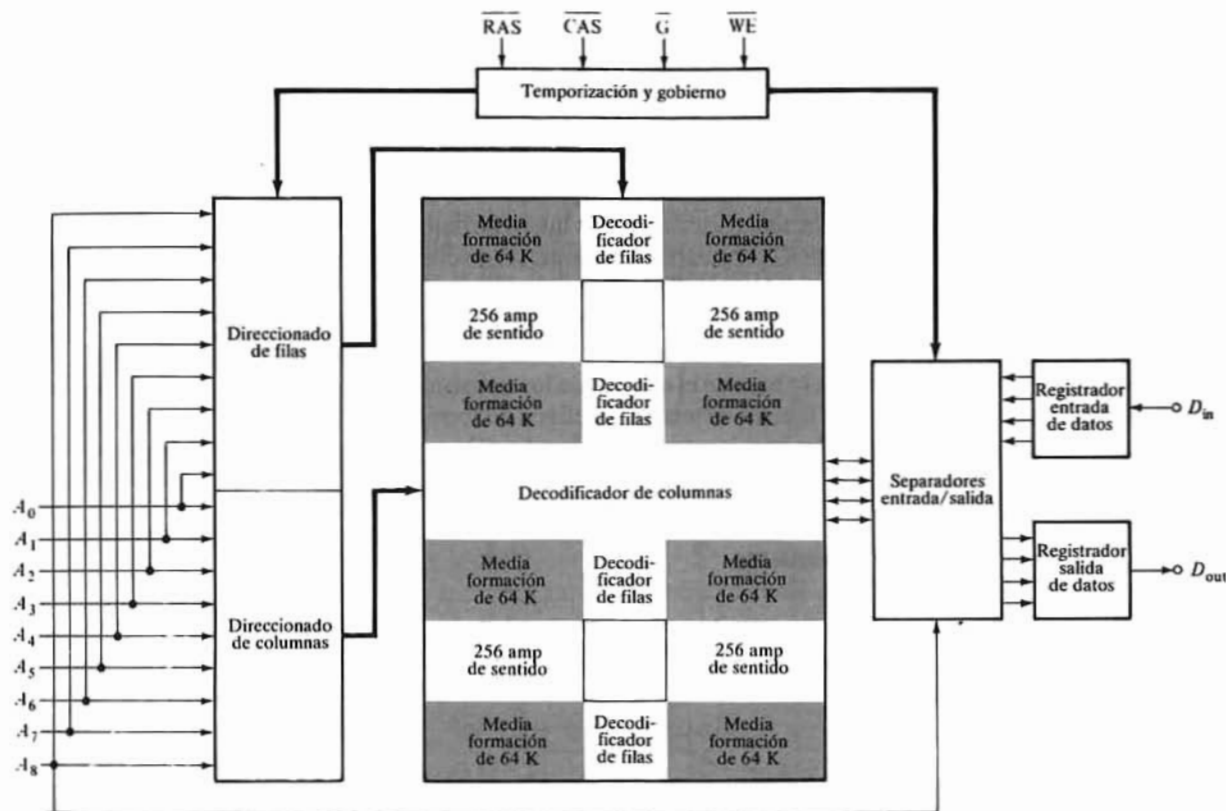 RAS CAS G WE
Temporización y gobierno
Media
formación
de 64 K
Decodi-
ficador
de filas
Media
formación
de 64 K
Direccionado
de filas
256 amp
de sentido
256 amp
de sentido
Media
formación
de 64 K
Decodi-
ficador
de filas
Media
formación
de 64 K
Registrador
entrada
de datos
Din
Decodificador de columnas
Separadores
entrada/salida
A0
A1
A2
A3
A4
A5
A6
A7
A8
Direccionado
de columnas
Media
formación
de 64 K
Decodi-
ficador
de filas
Media
formación
de 64 K
Registrador
salida
de datos
Dout
256 amp
de sentido
256 amp
de sentido
Media
formación
de 64 K
Decodi-
ficador
de filas
Media
formación
de 64 K